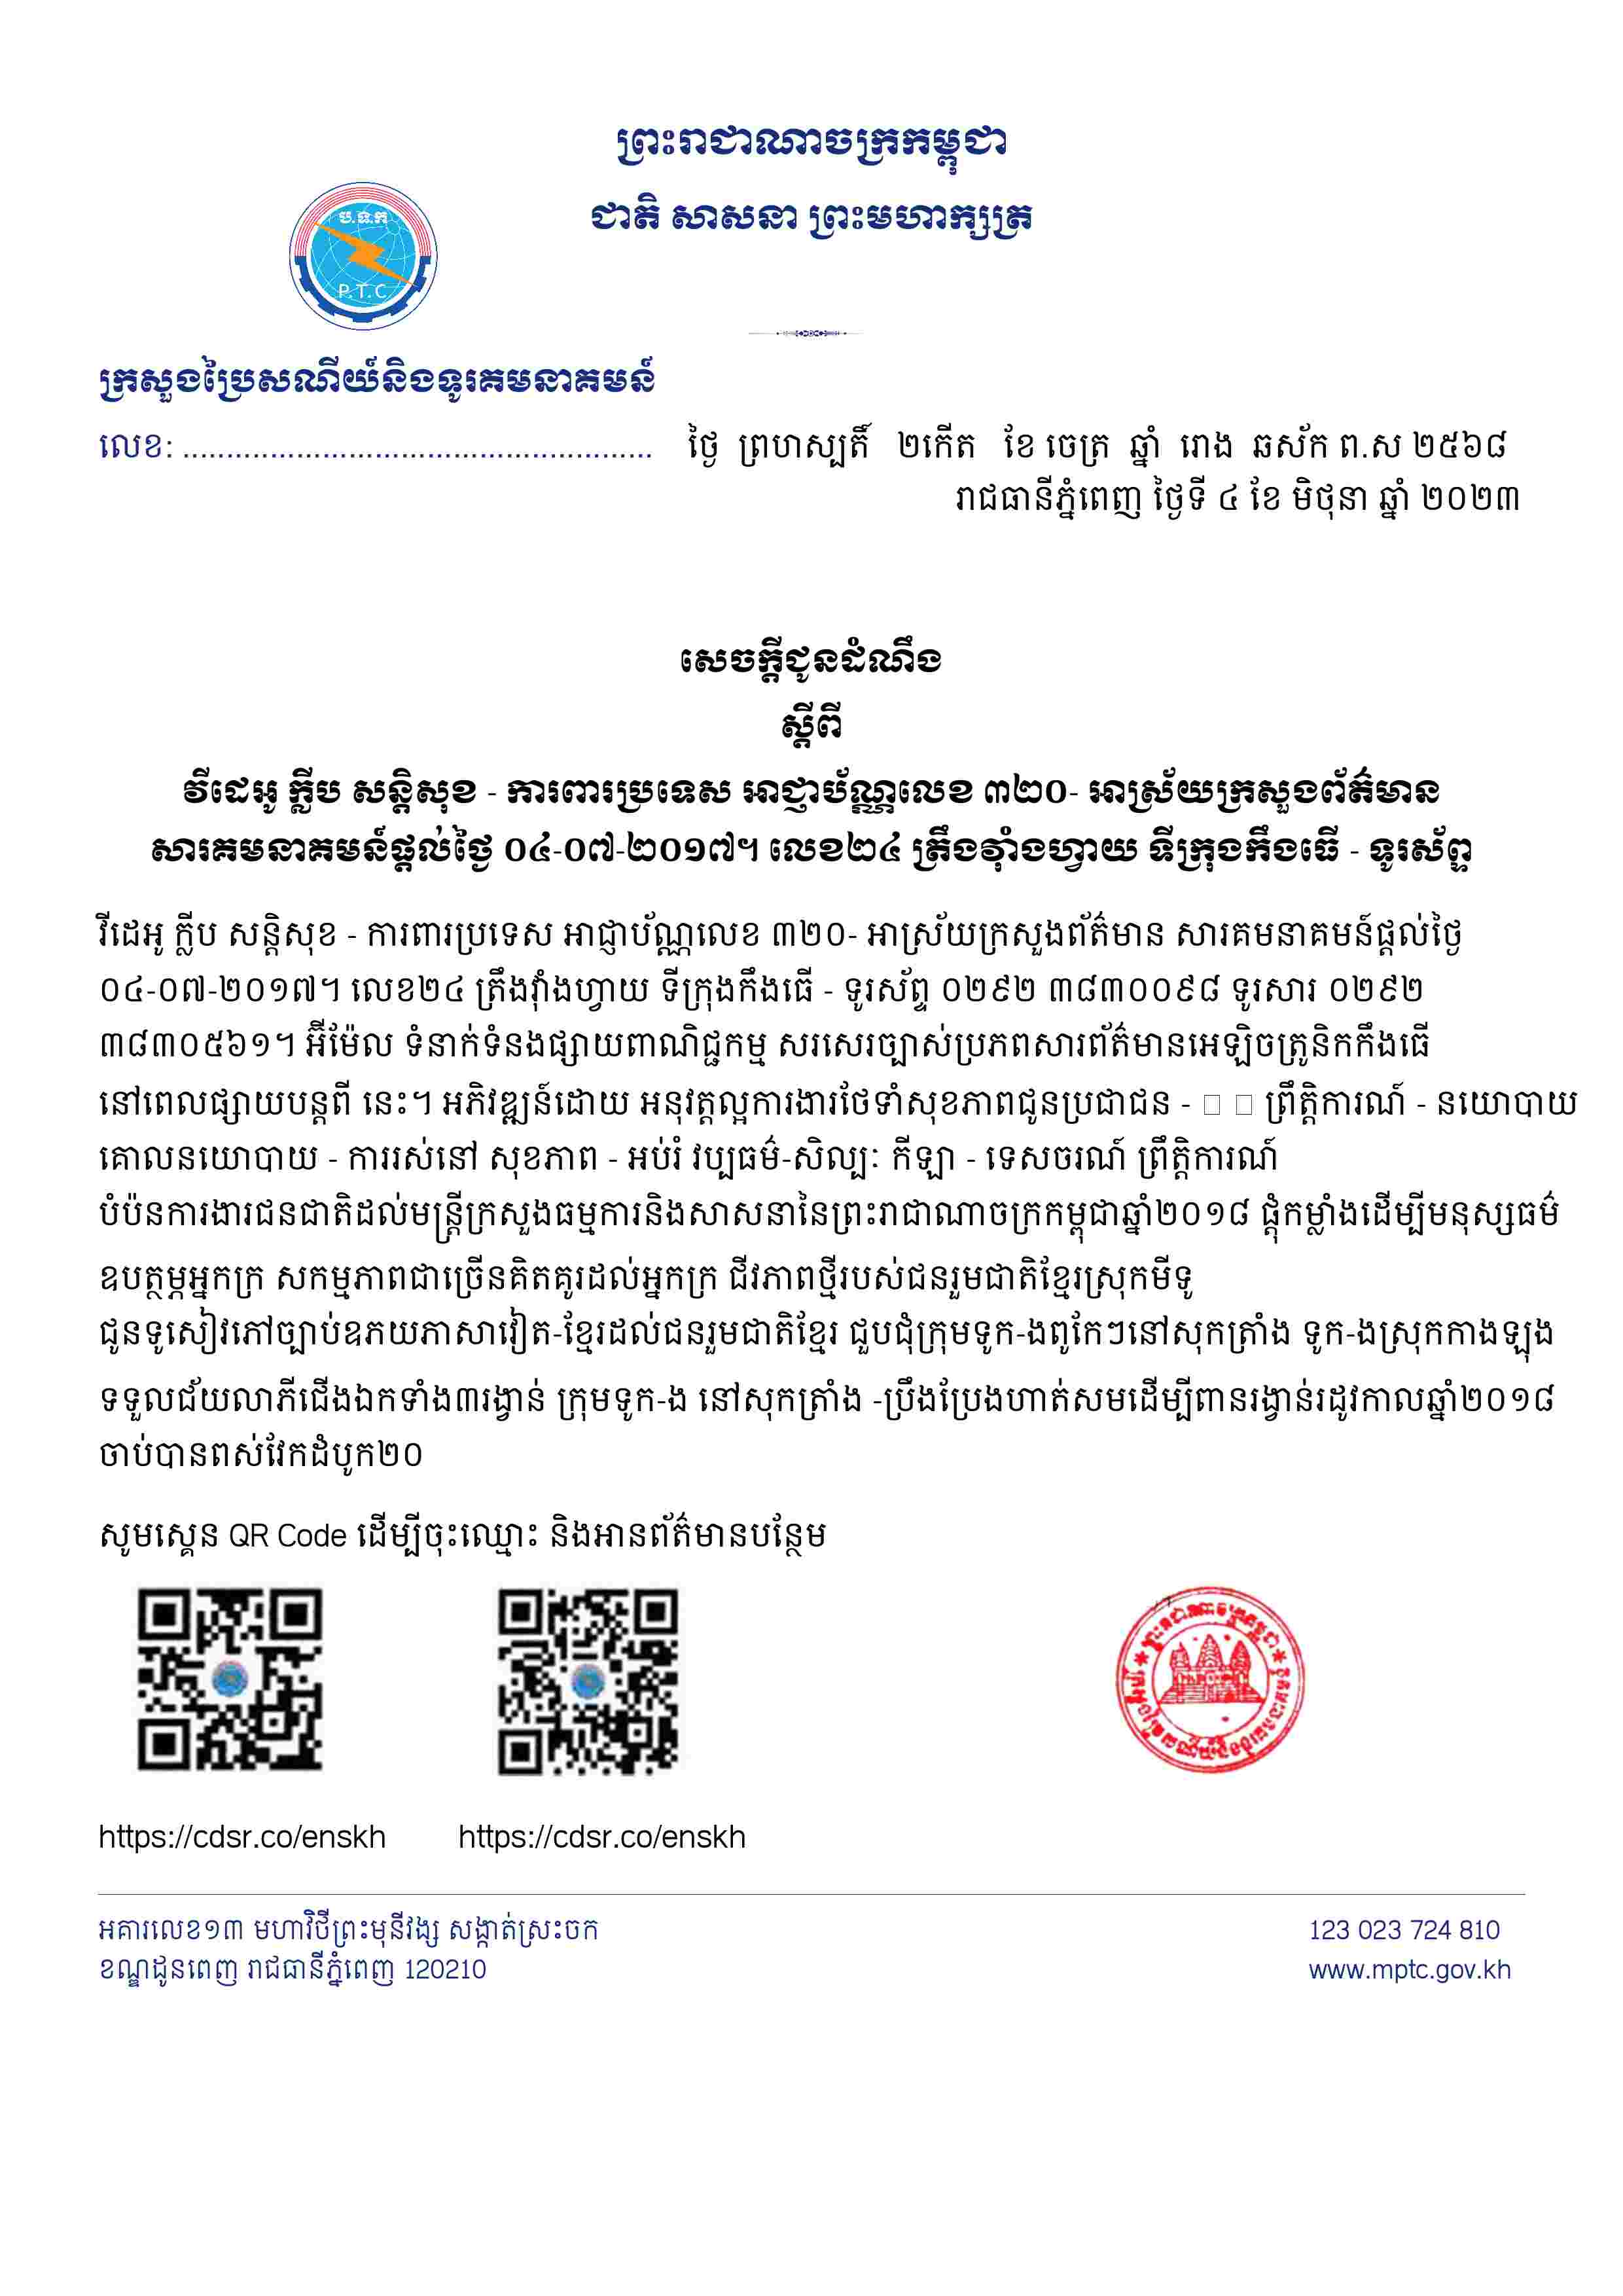 ព្រះរាជាណាចក្រកម្ពុជា
ជាតិ សាសនា ព្រះមហាក្សត្រ
ប.ទ.ក
P.T.C
ក្រសួងប្រៃសណីយ៍និងទូរគមនាគមន៍
លេខ: ...................................................... ថ្ងៃ ព្រហស្បតិ៍ ២កើត ខែ ចេត្រ ឆ្នាំ រោង ឆស័ក ព.ស ២៥៦៨
រាជធានីភ្នំពេញ ថ្ងៃទី ៤ ខែ មិថុនា ឆ្នាំ ២០២៣
សេចក្តីជូនដំណឹង
ស្តីពី
វីដេអូ ក្លីប សន្តិសុខ - ការពារប្រទេស អាជ្ញាប័ណ្ណលេខ ៣២០- អាស្រ័យក្រសួងព័ត៌មាន
សារគមនាគមន៍ផ្តល់ថ្ងៃ ០៤-០៧-២០១៧។ លេខ២៤ ត្រឹងវ៉ាំងហ្វាយ ទីក្រុងកឹងធើ - ទូរស័ព្ទ
វីដេអូ ក្លីប សន្តិសុខ - ការពារប្រទេស អាជ្ញាប័ណ្ណលេខ ៣២០- អាស្រ័យក្រសួងព័ត៌មាន សារគមនាគមន៍ផ្តល់ថ្ងៃ
០៤-០៧-២០១៧។ លេខ២៤ ត្រឹងវ៉ាំងហ្វាយ ទីក្រុងកឹងធើ - ទូរស័ព្ទ ០២៩២ ៣៨៣០០៩៨ ទូរសារ ០២៩២
៣៨៣០៥៦១។ អ៊ីម៉ែល ទំនាក់ទំនងផ្សាយពាណិជ្ជកម្ម សរសេរច្បាស់ប្រភពសារព័ត៌មានអេឡិចត្រូនិកកឹងធើ
នៅពេលផ្សាយបន្តពី នេះ។ អភិវឌ្ឍន៍ដោយ អនុវត្តល្អការងារថែទាំសុខភាពជូនប្រជាជន - □ □ ព្រឹត្តិការណ៍ - នយោបាយ
គោលនយោបាយ - ការរស់នៅ សុខភាព - អប់រំ វប្បធម៌-សិល្បៈ កីឡា - ទេសចរណ៍ ព្រឹត្តិការណ៍
បំប៉នការងារជនជាតិដល់មន្ត្រីក្រសួងធម្មការនិងសាសនានៃព្រះរាជាណាចក្រកម្ពុជាឆ្នាំ២០១៨ ផ្តុំកម្លាំងដើម្បីមនុស្សធម៌
ឧបត្ថម្ភអ្នកក្រ សកម្មភាពជាច្រើនគិតគូរដល់អ្នកក្រ ជីវភាពថ្មីរបស់ជនរួមជាតិខ្មែរស្រុកមីទូ
ជូនទូសៀវភៅច្បាប់ឧភយភាសាវៀត-ខ្មែរដល់ជនរួមជាតិខ្មែរ ជួបជុំក្រុមទូក-ងពូកែៗនៅសុកត្រាំង ទូក-ងស្រុកកាងឡុង
ទទួលជ័យលាភីជើងឯកទាំង៣រង្វាន់ ក្រុមទូក-ង នៅសុកត្រាំង -ប្រឹងប្រែងហាត់សមដើម្បីពានរង្វាន់រដូវកាលឆ្នាំ២០១៨
ចាប់បានពស់វែកដំបូក២០
សូមស្គេន QR Code ដើម្បីចុះឈ្មោះ និងអានព័ត៌មានបន្ថែម
ព្រះរាជាណាចក្រកម្ពុជា
ក្រសួងប្រៃសណីយ៍និងទូរគមនាគមន៍
https://cdsr.co/enskh https://cdsr.co/enskh
អគារលេខ១៣ មហាវិថីព្រះមុនីវង្ស សង្កាត់ស្រះចក 123 023 724 810
ខណ្ឌដូនពេញ រាជធានីភ្នំពេញ 120210 www.mptc.gov.kh